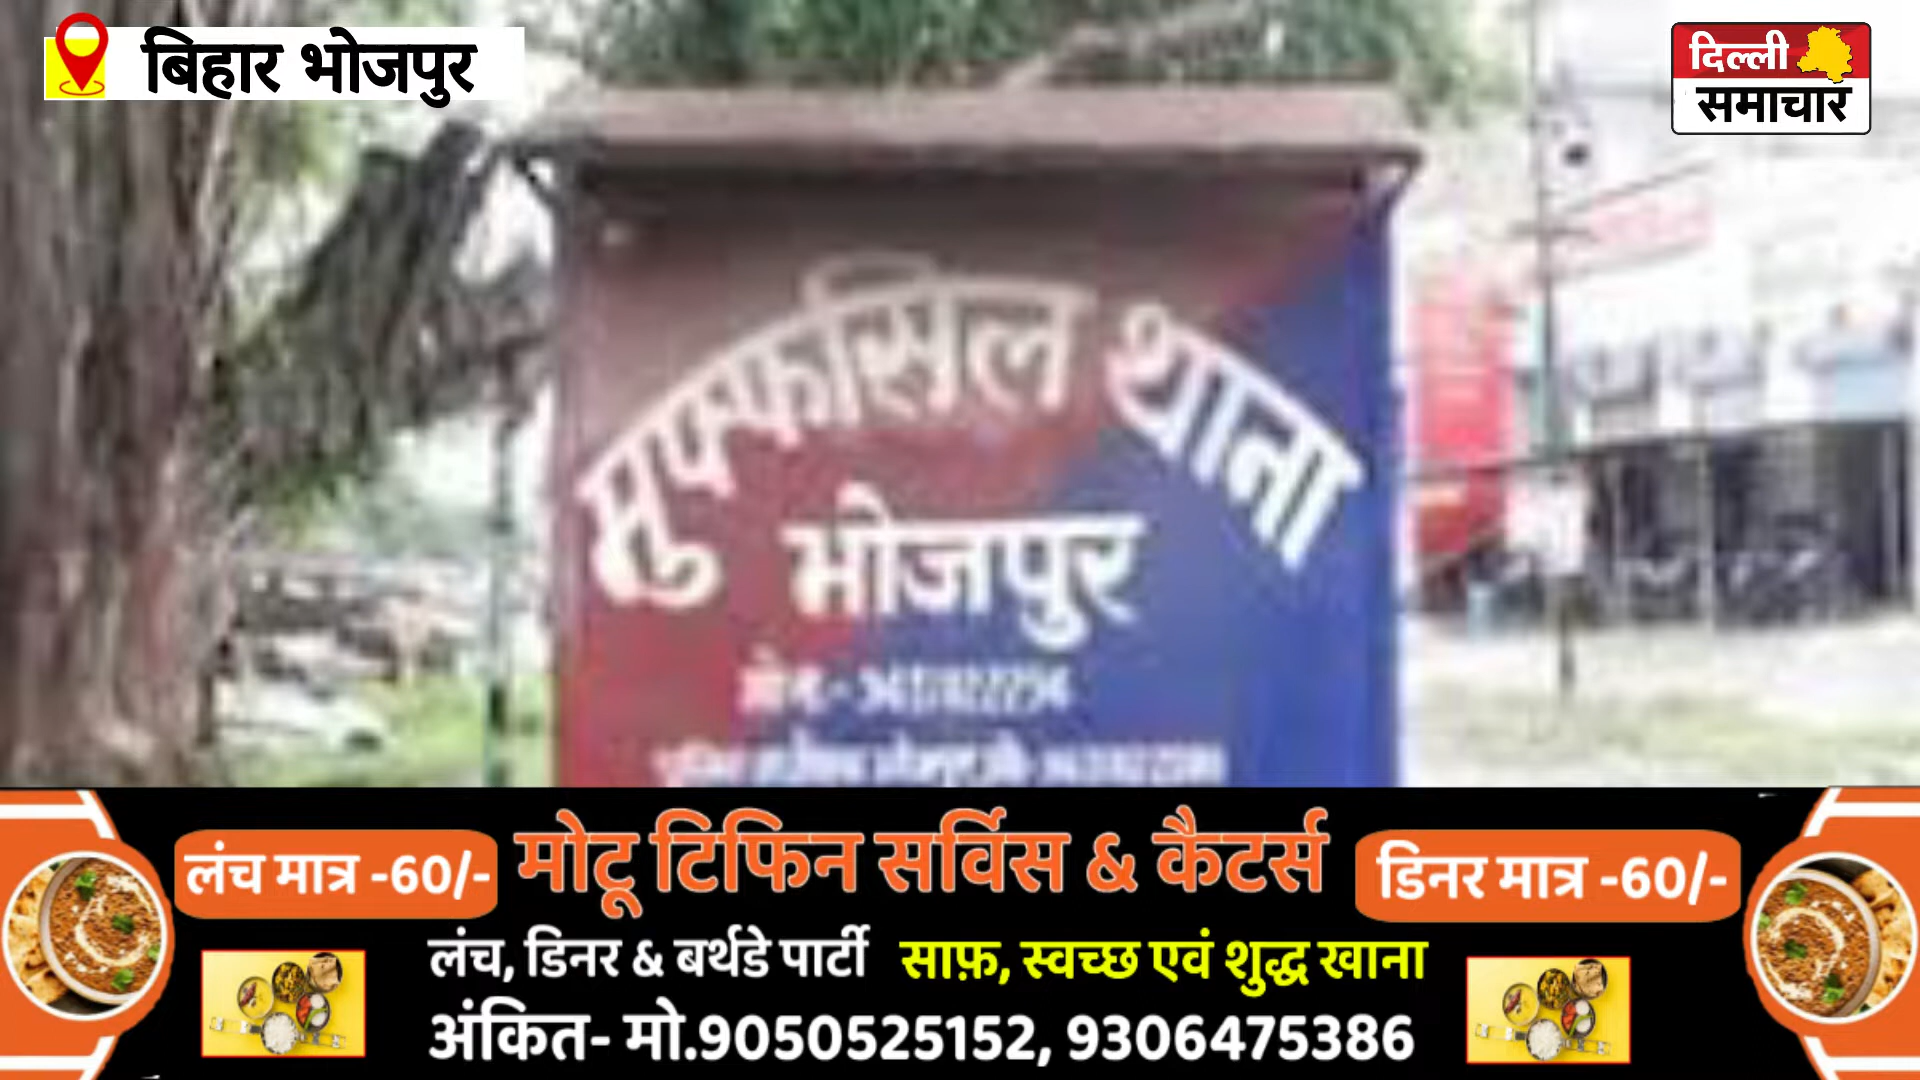 बिहार भोजपुर
दिल्ली
समाचार
मुफ्फसिल थाना
भोजपुर
लंच मात्र -60/-
मोटू टिफिन सर्विस & कैटर्स
डिनर मात्र -60/-
लंच, डिनर & बर्थडे पार्टी साफ़, स्वच्छ एवं शुद्ध खाना
अंकित- मो.9050525152, 9306475386